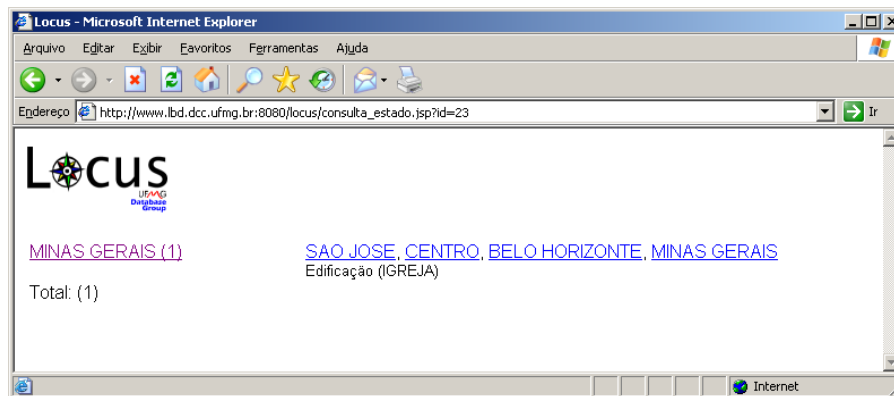 Locus - Microsoft Internet Explorer
Arquivo Editar Exibir Favoritos Ferramentas Ajuda
Endereço http://www.lbd.dcc.ufmg.br:8080/locus/consulta_estado.jsp?id=23 Ir
Locus
UFMG
Database
Group
MINAS GERAIS (1) SAO JOSE, CENTRO, BELO HORIZONTE, MINAS GERAIS
Edificação (IGREJA)
Total: (1)
Internet